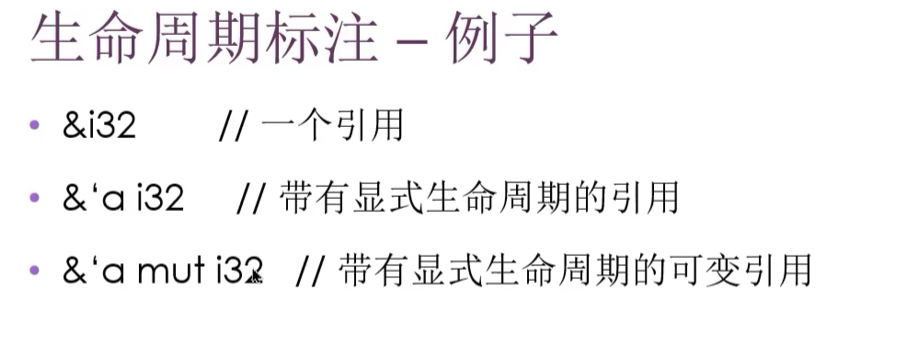 生命周期标注 – 例子
• &i32 // 一个引用
• &‘a i32 // 带有显式生命周期的引用
• &‘a mut i32 // 带有显式生命周期的可变引用